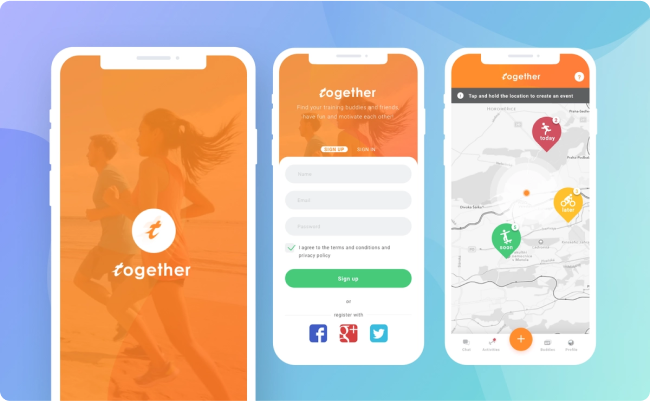 together
together
Find your training buddies and friends,
have fun and motivate each other.
SIGN UP SIGN IN
Name
Email
Password
I agree to the terms and conditions and
privacy policy
Sign up
or
register with
together
Tap and hold the location to create an event
today
later
soon
Activities
Profile